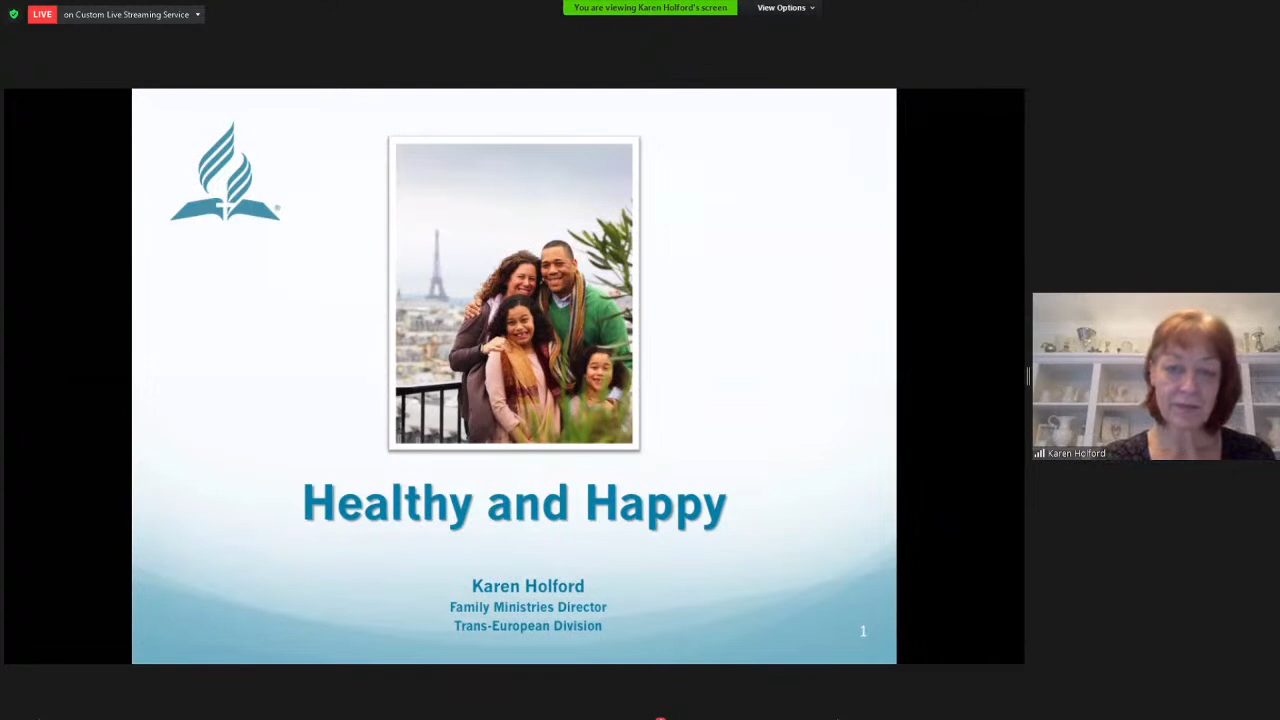 LIVE on Custom Live Streaming Service
You are viewing Karen Holford's screen
View Options
®
Healthy and Happy
Karen Holford
Family Ministries Director
Trans-European Division
1
Karen Holford